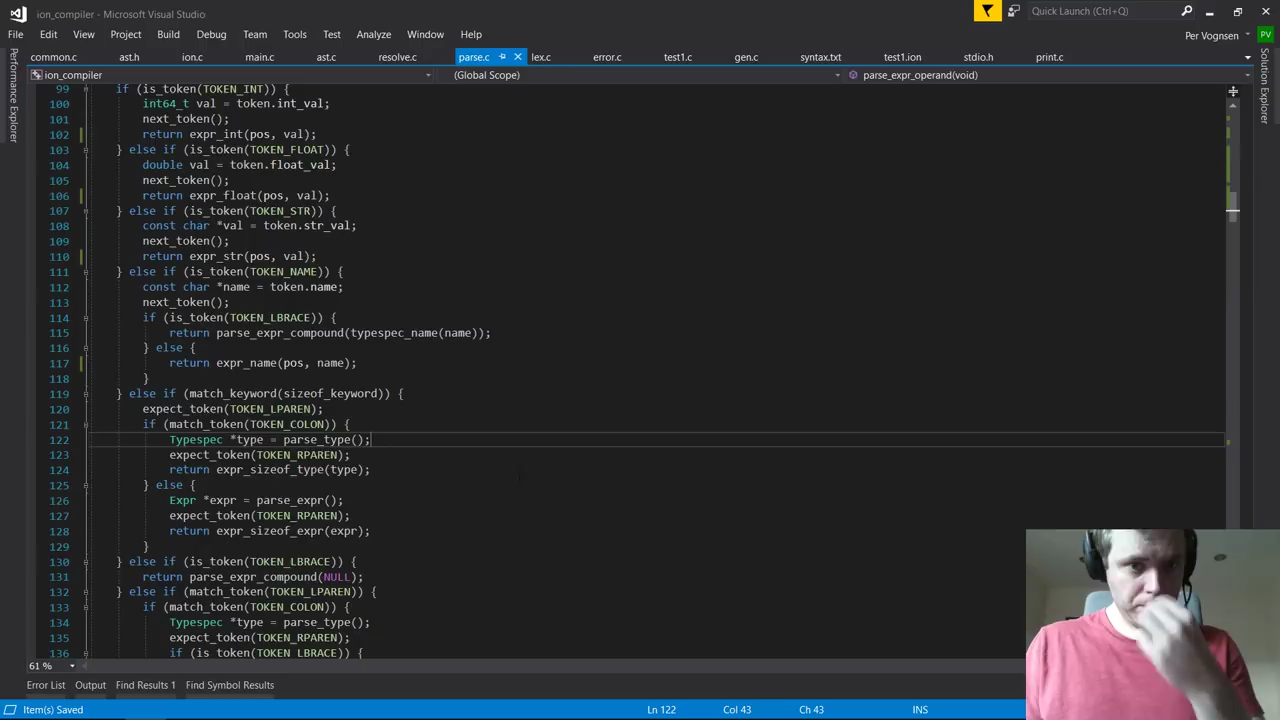 ion_compiler - Microsoft Visual Studio
Quick Launch (Ctrl+Q)
File Edit View Project Build Debug Team Tools Test Analyze Window Help
Per Vognsen PV
common.c ast.h ion.c main.c ast.c resolve.c parse.c lex.c error.c test1.c gen.c syntax.txt test1.ion stdio.h print.c
ion_compiler (Global Scope) parse_expr_operand(void)
Performance Explorer
Solution Explorer
99 if (is_token(TOKEN_INT)) {
100 int64_t val = token.int_val;
101 next_token();
102 return expr_int(pos, val);
103 } else if (is_token(TOKEN_FLOAT)) {
104 double val = token.float_val;
105 next_token();
106 return expr_float(pos, val);
107 } else if (is_token(TOKEN_STR)) {
108 const char *val = token.str_val;
109 next_token();
110 return expr_str(pos, val);
111 } else if (is_token(TOKEN_NAME)) {
112 const char *name = token.name;
113 next_token();
114 if (is_token(TOKEN_LBRACE)) {
115 return parse_expr_compound(typespec_name(name));
116 } else {
117 return expr_name(pos, name);
118 }
119 } else if (match_keyword(sizeof_keyword)) {
120 expect_token(TOKEN_LPAREN);
121 if (match_token(TOKEN_COLON)) {
122 Typespec *type = parse_type();
123 expect_token(TOKEN_RPAREN);
124 return expr_sizeof_type(type);
125 } else {
126 Expr *expr = parse_expr();
127 expect_token(TOKEN_RPAREN);
128 return expr_sizeof_expr(expr);
129 }
130 } else if (is_token(TOKEN_LBRACE)) {
131 return parse_expr_compound(NULL);
132 } else if (match_token(TOKEN_LPAREN)) {
133 if (match_token(TOKEN_COLON)) {
134 Typespec *type = parse_type();
135 expect_token(TOKEN_RPAREN);
136 if (is_token(TOKEN_LBRACE)) {
61 %
Error List Output Find Results 1 Find Symbol Results
Item(s) Saved Ln 122 Col 43 Ch 43 INS